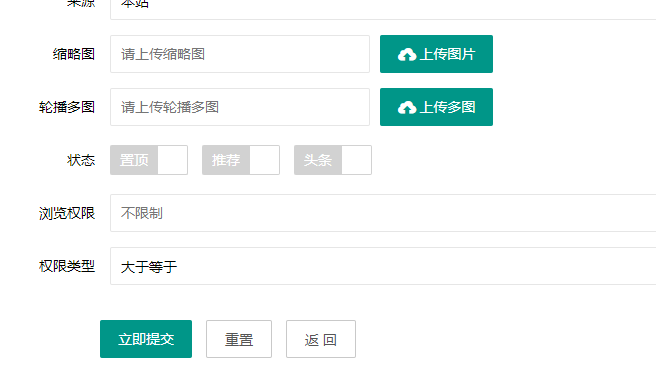 来源 本站
缩略图 请上传缩略图 上传图片
轮播多图 请上传轮播多图 上传多图
状态 置顶 推荐 头条
浏览权限 不限制
权限类型 大于等于
立即提交 重置 返 回